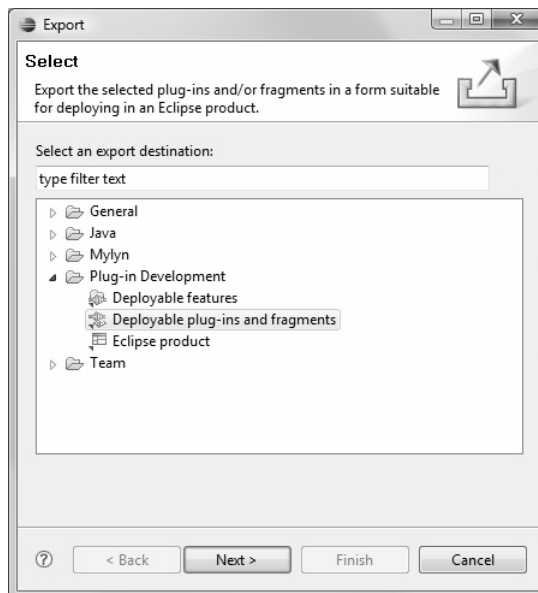 Export
Select
Export the selected plug-ins and/or fragments in a form suitable
for deploying in an Eclipse product.
Select an export destination:
type filter text
General
Java
Mylyn
Plug-in Development
Deployable features
Deployable plug-ins and fragments
Eclipse product
Team
? < Back Next > Finish Cancel